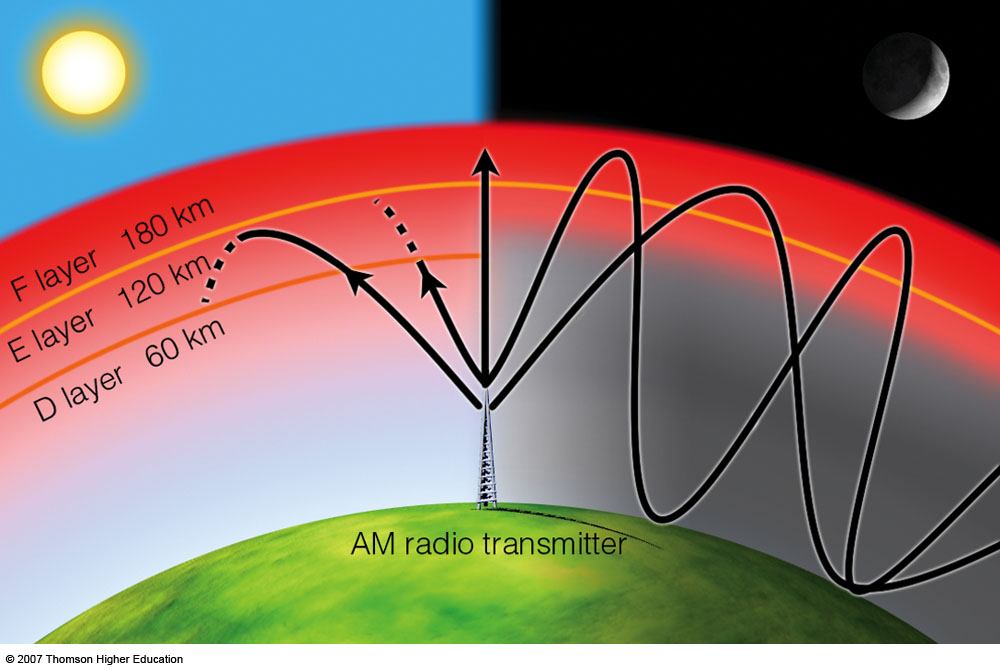 F layer 180 km
E layer 120 km
D layer 60 km
AM radio transmitter
© 2007 Thomson Higher Education